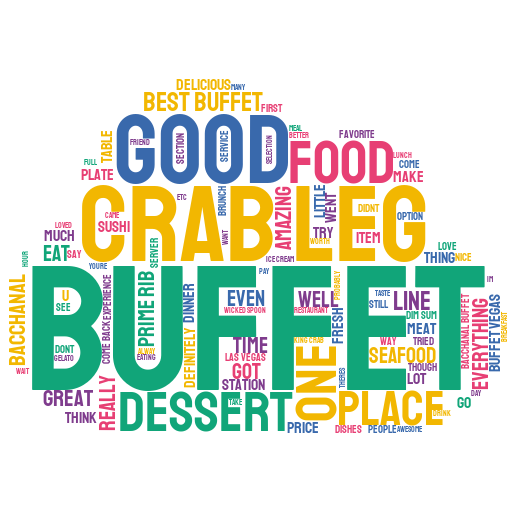 DELICIOUS
MANY
BEST BUFFET
FIRST
TABLE
GOOD
FRIEND
SECTION
SERVICE
SELECTION
MEAL
BETTER
FAVORITE
FOOD
LUNCH
COME
MAKE
FULL
PLATE
CRAB LEG
ETC
BRUNCH
WANT
AMAZING
LITTLE
WENT
DIDNT
OPTION
LOVED
CAME
SUSHI
MUCH
TRY
WORTH
ITEM
EAT
SAY
SERVER
ICE CREAM
LOVE
THING
NICE
HOUR
YOURE
PAY
PROBABLY
IM
BUFFET
BACCHANAL
U
SEE
COME BACK
EXPERIENCE
PRIME RIB
DINNER
EVEN
WICKED SPOON
WELL
RESTAURANT
FRESH
TASTE
STILL
LINE
DIM SUM
BACCHANAL BUFFET
EVERYTHING
BUFFET
VEGAS
BREAKFAST
MEAT
DONT
GELATO
ALWAY
EATING
DEFINITELY
TIME
LAS VEGAS
KING CRAB
WAY
TRIED
SEAFOOD
WAIT
REALLY
GOT
STATION
ONE
THERES
THOUGH
LOT
DAY
GREAT
THINK
DESSERT
TAKE
PLACE
DRINK
GO
PRICE
DISHES
PEOPLE
AWESOME